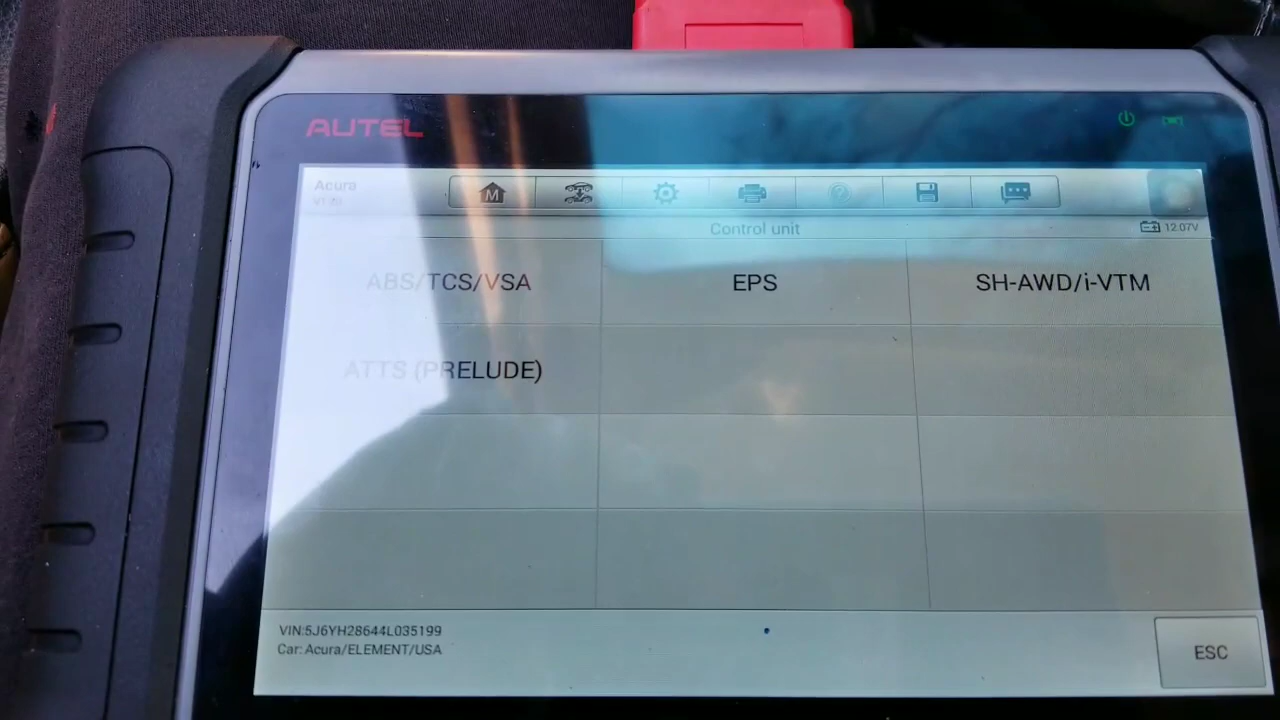 AUTEL
Acura
M
Control unit
12.07V
ABS/TCS/VSA
EPS
SH-AWD/i-VTM
ATTS (PRELUDE)
VIN:5J6YH28644L035199
Car: Acura/ELEMENT/USA
ESC